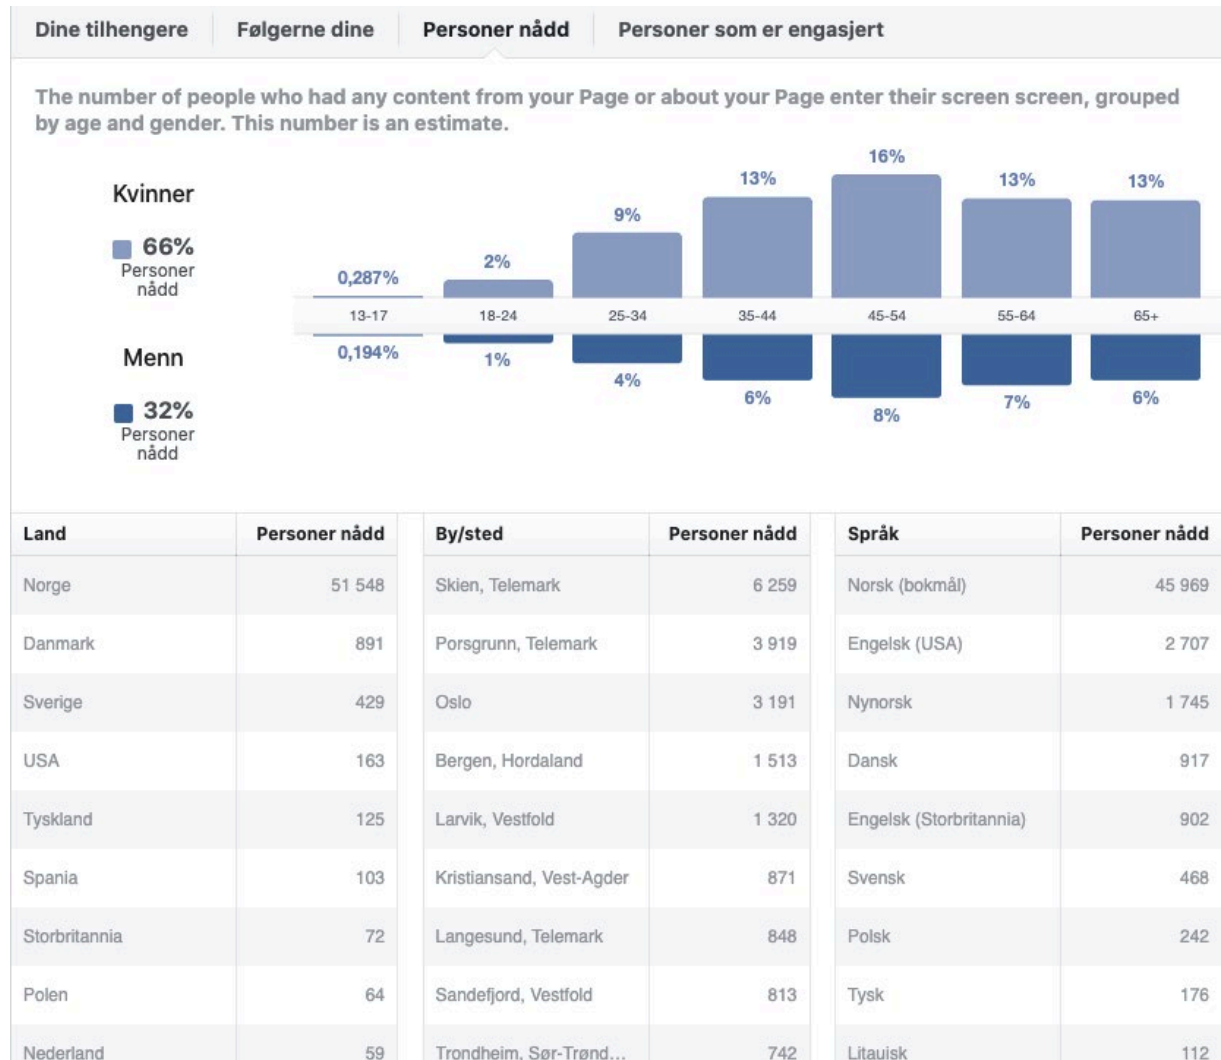 Dine tilhengere Følgerne dine Personer nådd Personer som er engasjert
The number of people who had any content from your Page or about your Page enter their screen screen, grouped
by age and gender. This number is an estimate.
Kvinner
66%
Personer
nådd
0,287% 2% 9% 13% 16% 13% 13%
13-17 18-24 25-34 35-44 45-54 55-64 65+
0,194% 1% 4% 6% 8% 7% 6%
Menn
32%
Personer
nådd
Land Personer nådd By/sted Personer nådd Språk Personer nådd
Norge 51 548 Skien, Telemark 6 259 Norsk (bokmål) 45 969
Danmark 891 Porsgrunn, Telemark 3 919 Engelsk (USA) 2 707
Sverige 429 Oslo 3 191 Nynorsk 1 745
USA 163 Bergen, Hordaland 1 513 Dansk 917
Tyskland 125 Larvik, Vestfold 1 320 Engelsk (Storbritannia) 902
Spania 103 Kristiansand, Vest-Agder 871 Svensk 468
Storbritannia 72 Langesund, Telemark 848 Polsk 242
Polen 64 Sandefjord, Vestfold 813 Tysk 176
Nederland 59 Trondheim, Sør-Trønd... 742 Litauisk 112